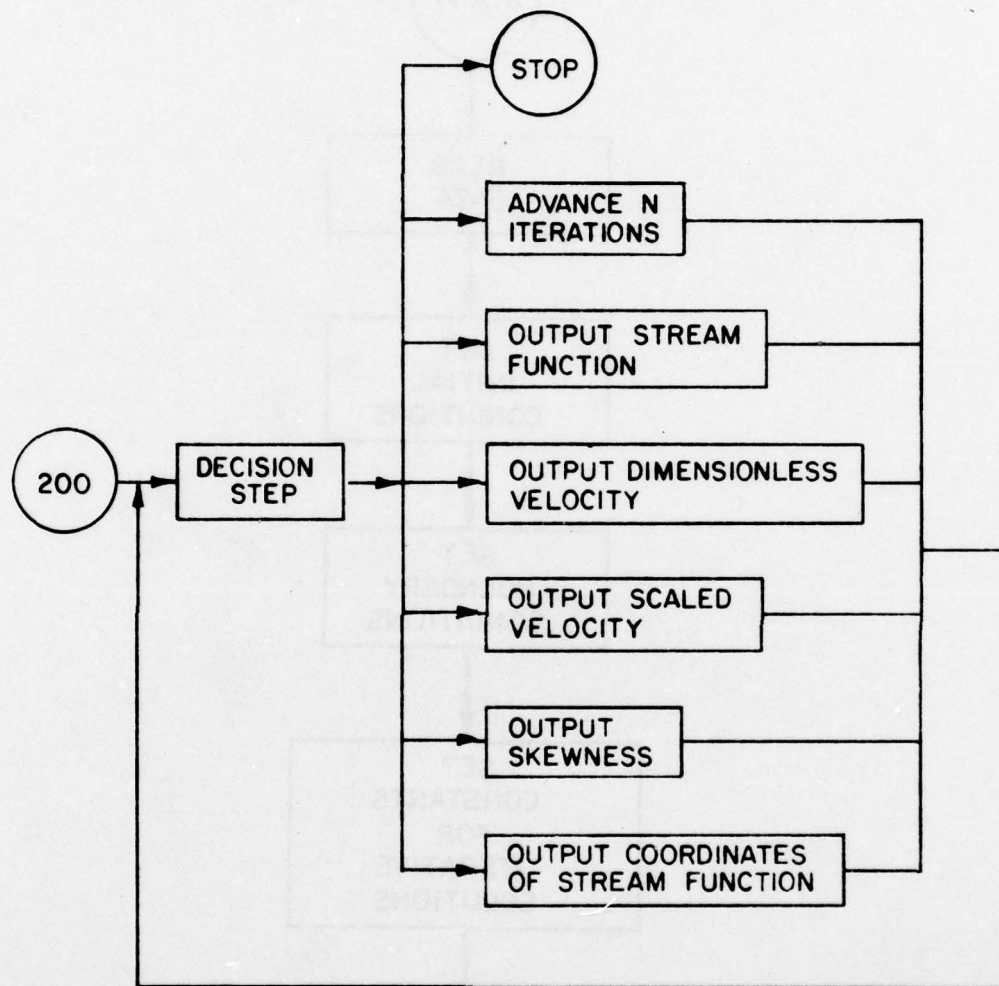 STOP
ADVANCE N
ITERATIONS
OUTPUT STREAM
FUNCTION
200
DECISION
STEP
OUTPUT DIMENSIONLESS
VELOCITY
OUTPUT SCALED
VELOCITY
OUTPUT
SKEWNESS
OUTPUT COORDINATES
OF STREAM FUNCTION